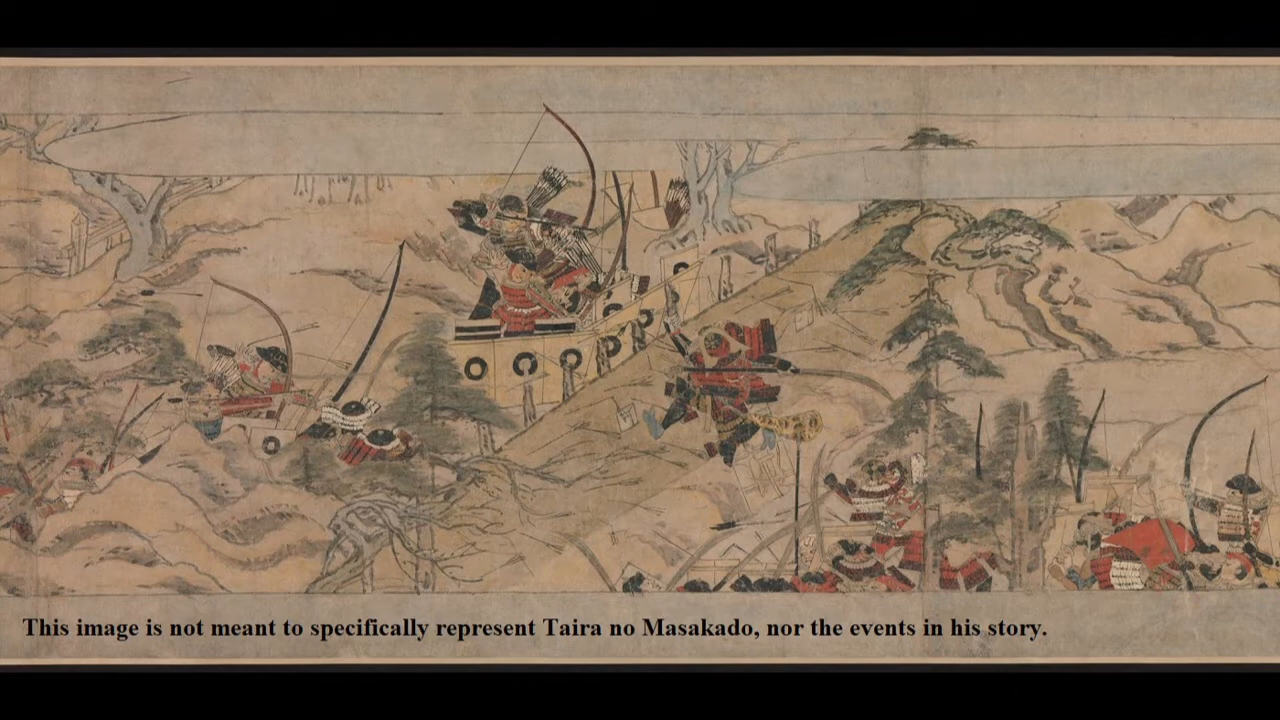 This image is not meant to specifically represent Taira no Masakado, nor the events in his story.